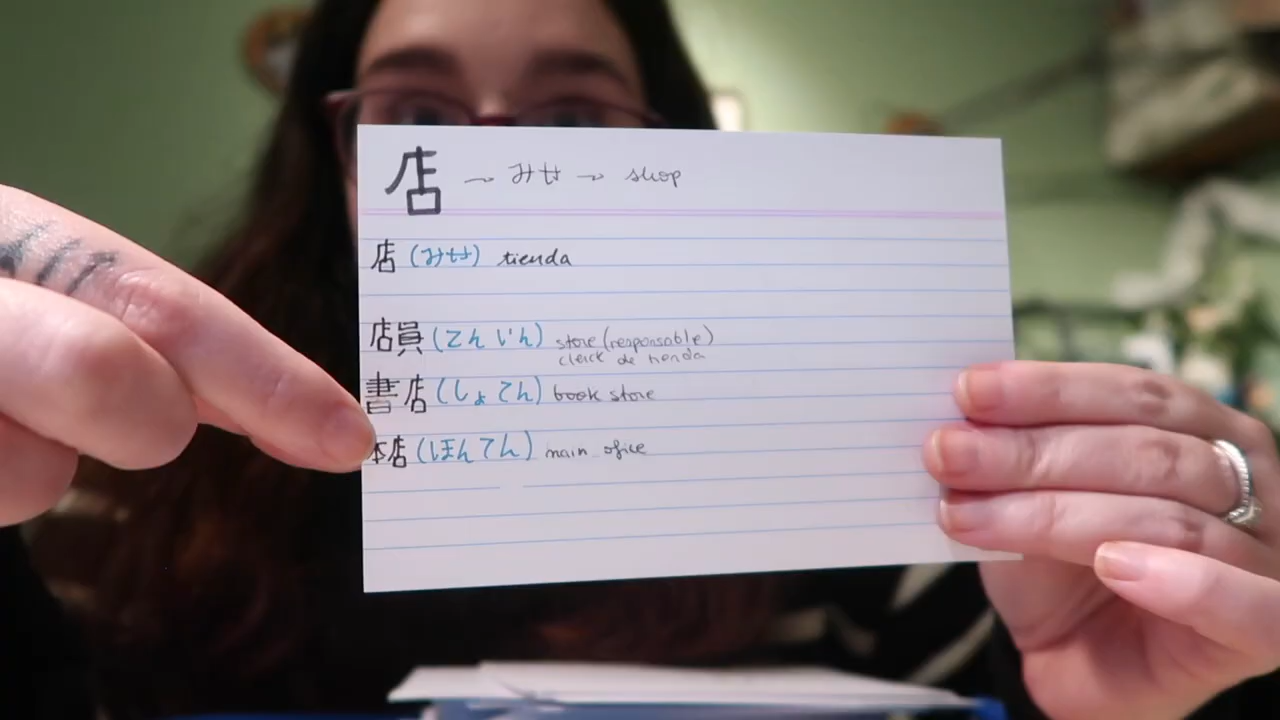 店 → みせ → shop
店 (みせ) tienda
店員 (てんいん) store (responsable)
clerck de tienda
書店 (しょてん) book store
本店 (ほんてん) main ofice